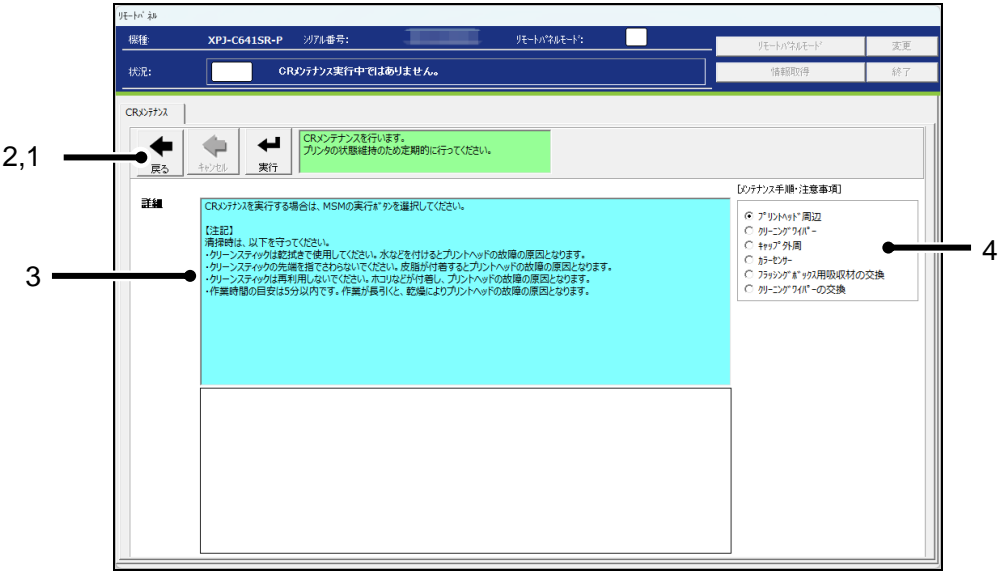 ﾘﾓｰﾄﾊﾟﾈﾙ
機種:
XPJ-C641SR-P
ｼﾘｱﾙ番号:
ﾘﾓｰﾄﾊﾟﾈﾙﾓｰﾄﾞ:
ﾘﾓｰﾄﾊﾟﾈﾙﾓｰﾄﾞ
変更
状況:
CRﾒﾝﾃﾅﾝｽ実行中ではありません。
情報取得
終了
CRﾒﾝﾃﾅﾝｽ
2,1
戻る
ｷｬﾝｾﾙ
実行
CRメンテナンスを行います。
プリンタの状態維持のため定期的に行ってください。
詳細
CRﾒﾝﾃﾅﾝｽを実行する場合は、MSMの実行ﾎﾞﾀﾝを選択してください。
【注記】
清掃時は、以下を守ってください。
・クリーンスティックは乾拭きで使用してください。水などを付けるとプリントヘッドの故障の原因となります。
・クリーンスティックの先端を指でさわらないでください。皮脂が付着するとプリントヘッドの故障の原因となります。
・クリーンスティックは再利用しないでください。ホコリなどが付着し、プリントヘッドの故障の原因となります。
・作業時間の目安は5分以内です。作業が長引くと、乾燥によりプリントヘッドの故障の原因となります。
3
[ﾒﾝﾃﾅﾝｽ手順・注意事項]
ﾌﾟﾘﾝﾄﾍｯﾄﾞ周辺
ｸﾘｰﾆﾝｸﾞﾜｲﾊﾟｰ
ｷｬｯﾌﾟ外周
ｶﾗｰｾﾝｻｰ
ﾌﾗｯｼﾝｸﾞﾎﾞｯｸｽ用吸収材の交換
ｸﾘｰﾆﾝｸﾞﾜｲﾊﾟｰの交換
4